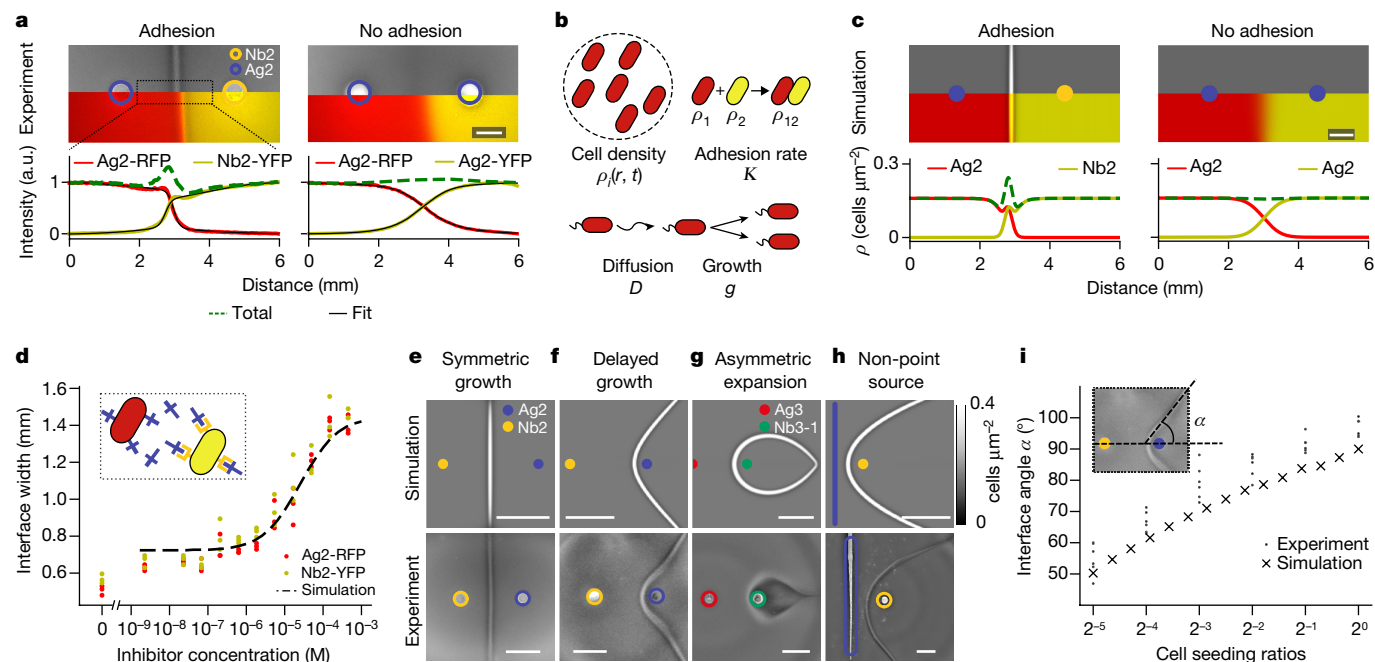 a
Adhesion
No adhesion
Experiment
Nb2
Ag2
Intensity (a.u.)
Ag2-RFP
Nb2-YFP
Ag2-RFP
Ag2-YFP
1
0
0 2 4 6
0 2 4 6
Distance (mm)
Total
Fit
b
ρ1 + ρ2 ρ12
Cell density
ρi(r, t)
Adhesion rate
K
Diffusion
D
Growth
g
c
Adhesion
No adhesion
Simulation
ρ (cells μm−2)
0.3
0
Ag2
Nb2
Ag2
Ag2
0 2 4 6
0 2 4 6
Distance (mm)
d
Interface width (mm)
1.6
1.4
1.2
1.0
0.8
0.6
Ag2-RFP
Nb2-YFP
Simulation
0 10−9 10−8 10−7 10−6 10−5 10−4 10−3
Inhibitor concentration (M)
e
Symmetric
growth
f
Delayed
growth
g
Asymmetric
expansion
h
Non-point
source
Simulation
Ag2
Nb2
Ag3
Nb3-1
0.4
0
cells μm−2
Experiment
i
Interface angle α (°)
100
90
80
70
60
50
α
Experiment
Simulation
2−5 2−4 2−3 2−2 2−1 20
Cell seeding ratios